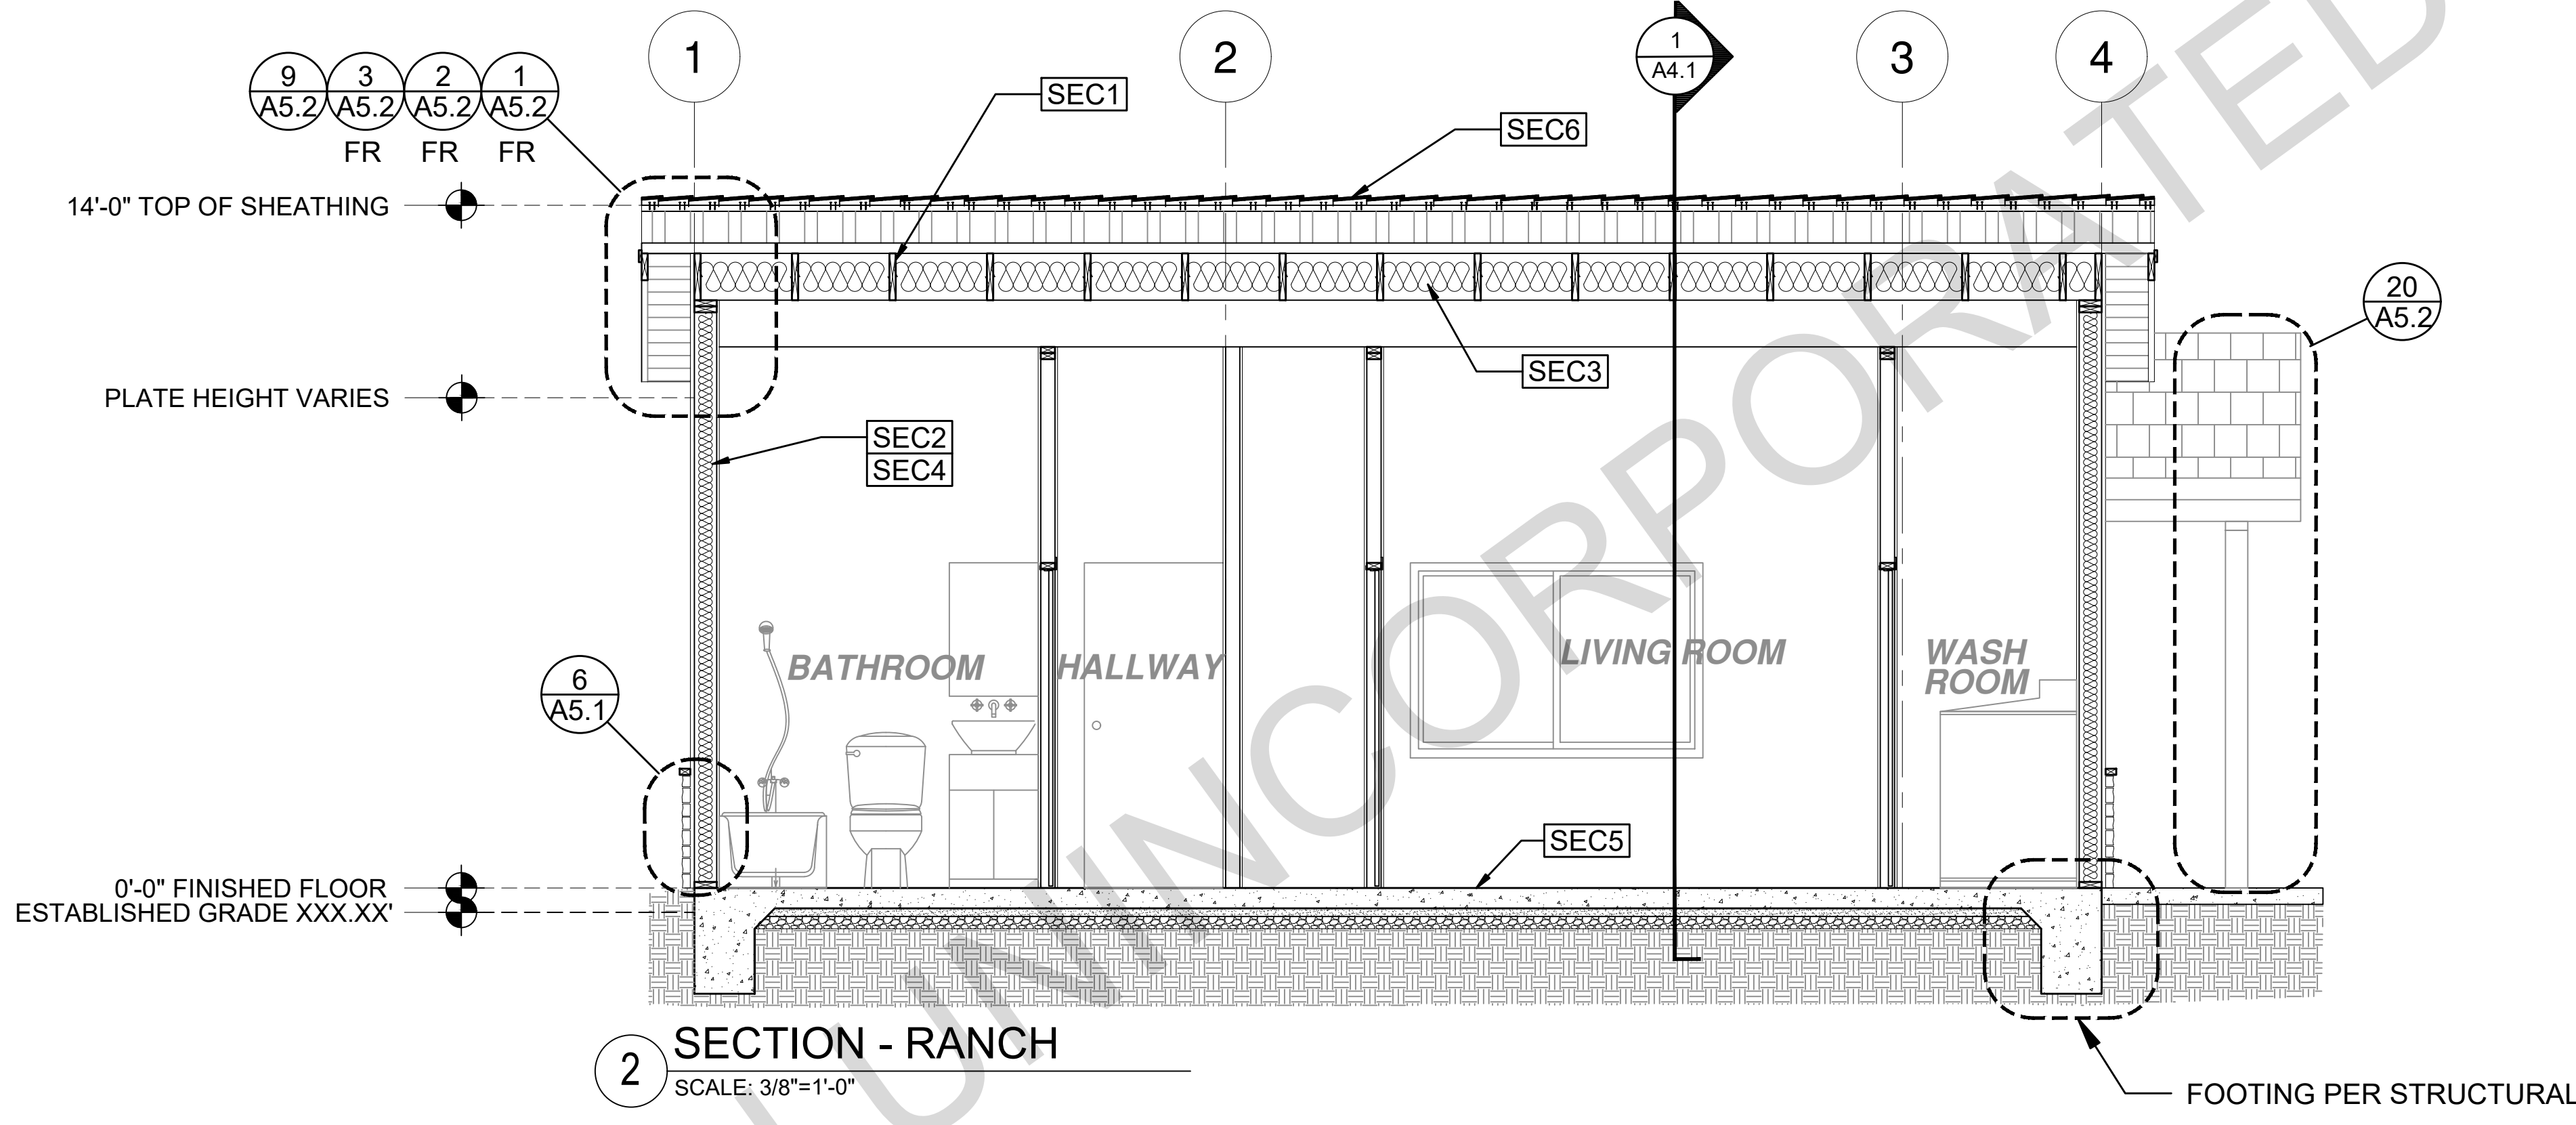 1
2
1
A4.1
3
4
9
A5.2
3
A5.2
2
A5.2
1
A5.2
FR
FR
FR
SEC1
SEC6
14'-0" TOP OF SHEATHING
20
A5.2
SEC3
PLATE HEIGHT VARIES
SEC2
SEC4
BATHROOM
HALLWAY
LIVING ROOM
WASH
ROOM
6
A5.1
SEC5
0'-0" FINISHED FLOOR
ESTABLISHED GRADE XXX.XX'
2
SECTION - RANCH
SCALE: 3/8"=1'-0"
FOOTING PER STRUCTURAL
UNINCORPORATED